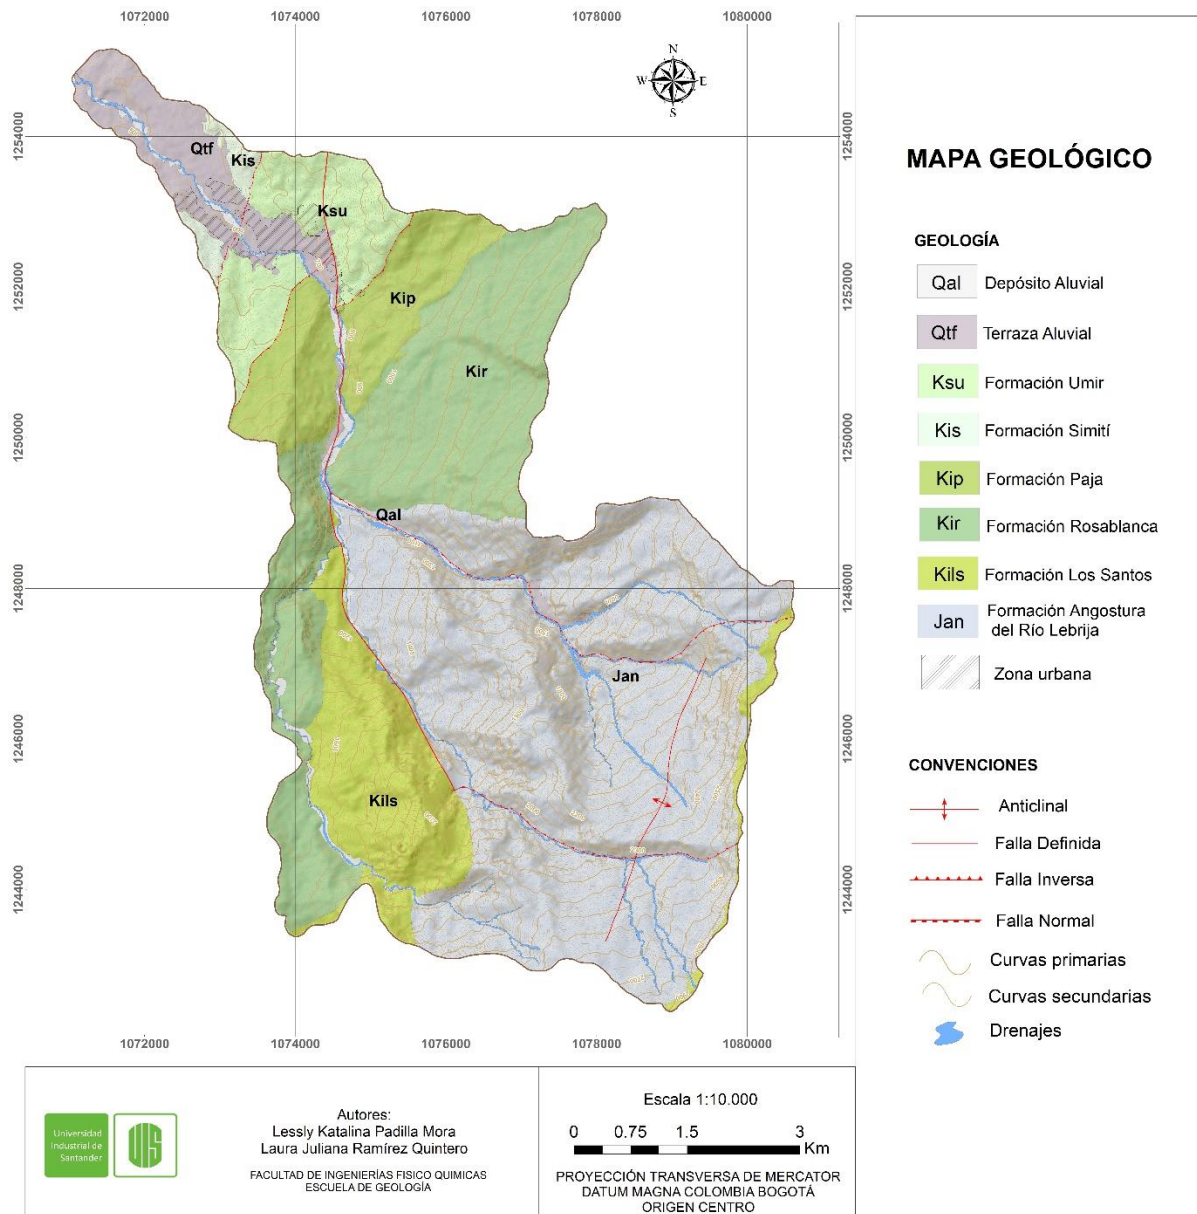 1072000
1074000
1076000
1078000
1080000
N
W
E
S
1254000
1254000
1252000
1252000
1250000
1250000
1248000
1248000
1246000
1246000
1244000
1244000
Qtf
Kis
Ksu
Kip
Kir
Qal
Jan
Kils
1072000
1074000
1076000
1078000
1080000
MAPA GEOLÓGICO
GEOLOGÍA
Qal Depósito Aluvial
Qtf Terraza Aluvial
Ksu Formación Umir
Kis Formación Simití
Kip Formación Paja
Kir Formación Rosablanca
Kils Formación Los Santos
Jan Formación Angostura
del Río Lebrija
Zona urbana
CONVENCIONES
Anticlinal
Falla Definida
Falla Inversa
Falla Normal
Curvas primarias
Curvas secundarias
Drenajes
Universidad
Industrial de
Santander
UIS
Autores:
Lessly Katalina Padilla Mora
Laura Juliana Ramírez Quintero
FACULTAD DE INGENIERÍAS FISICO QUIMICAS
ESCUELA DE GEOLOGÍA
Escala 1:10.000
0 0.75 1.5 3
Km
PROYECCIÓN TRANSVERSA DE MERCATOR
DATUM MAGNA COLOMBIA BOGOTÁ
ORIGEN CENTRO